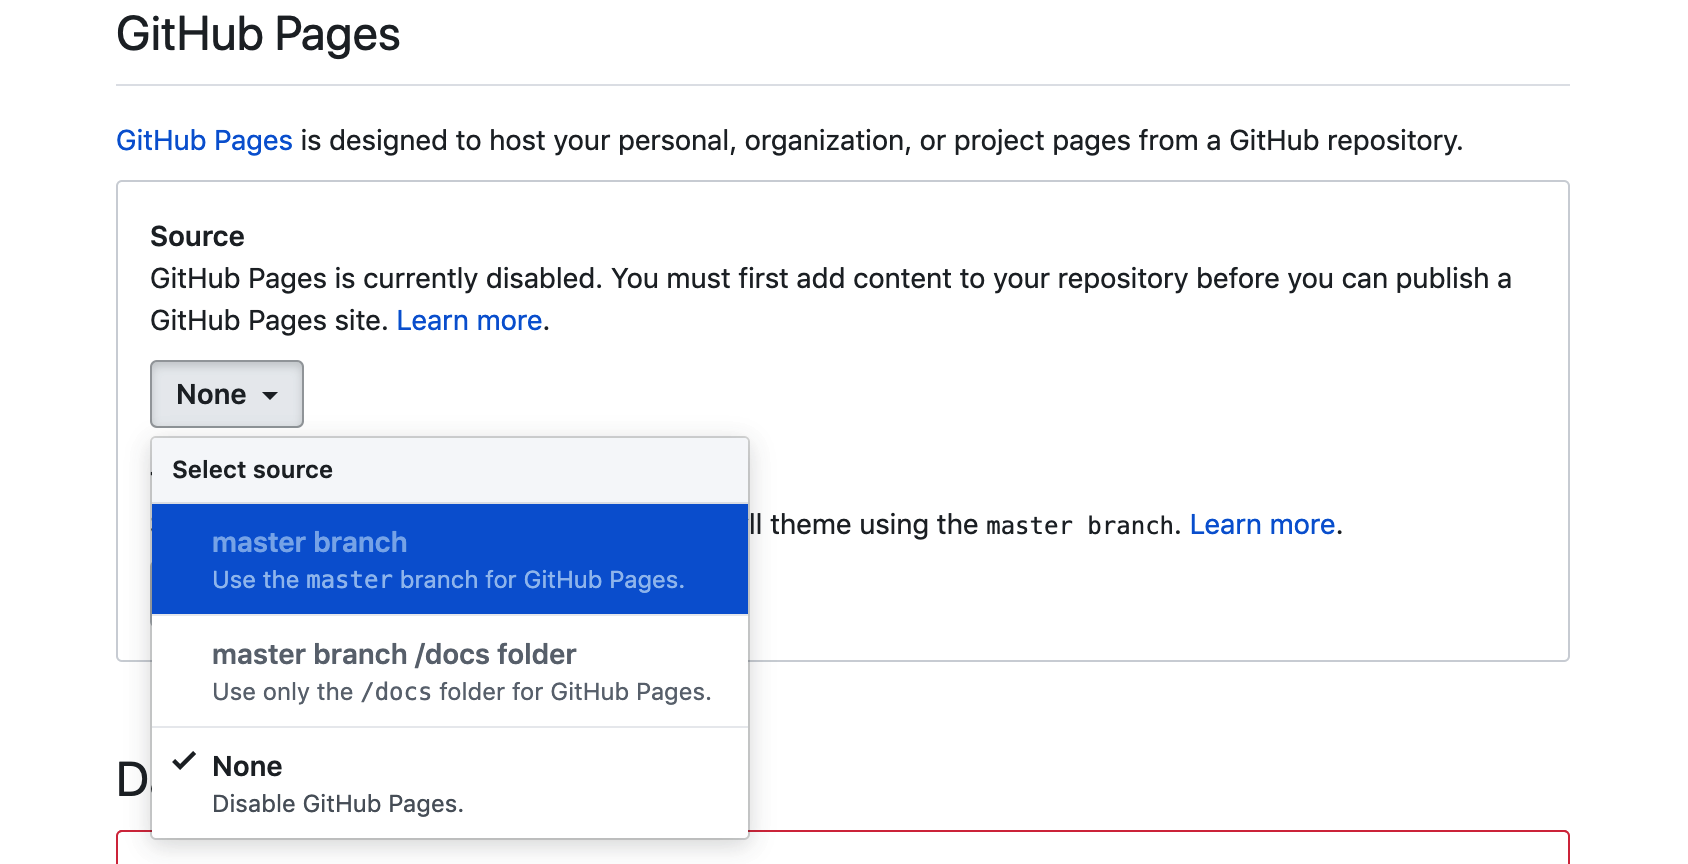 GitHub Pages
GitHub Pages is designed to host your personal, organization, or project pages from a GitHub repository.
Source
GitHub Pages is currently disabled. You must first add content to your repository before you can publish a
GitHub Pages site. Learn more.
None
Select source
master branch
Use the master branch for GitHub Pages.
theme using the master branch. Learn more.
master branch /docs folder
Use only the /docs folder for GitHub Pages.
None
Disable GitHub Pages.